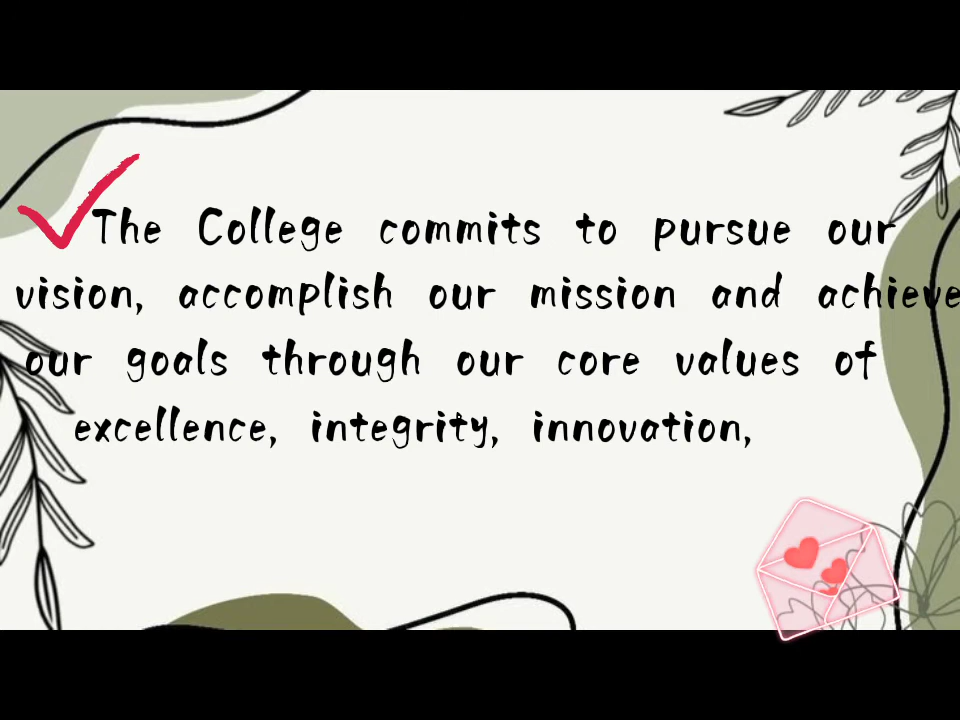 The College commits to pursue our
vision, accomplish our mission and achieve
our goals through our core values of
excellence, integrity, innovation,